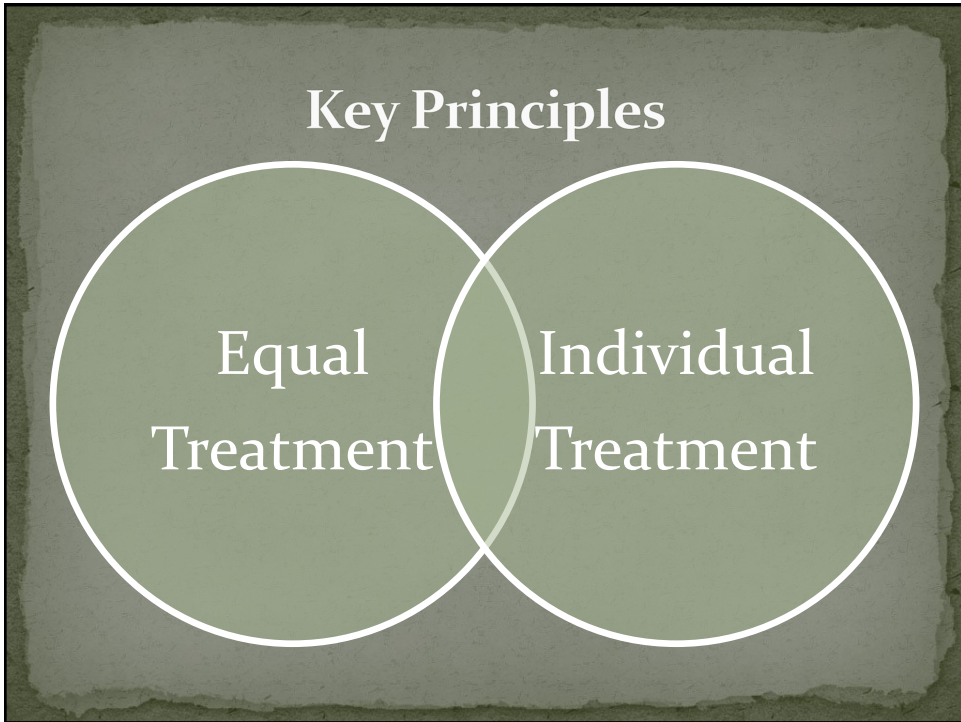 Key Principles
Equal
Treatment
Individual
Treatment